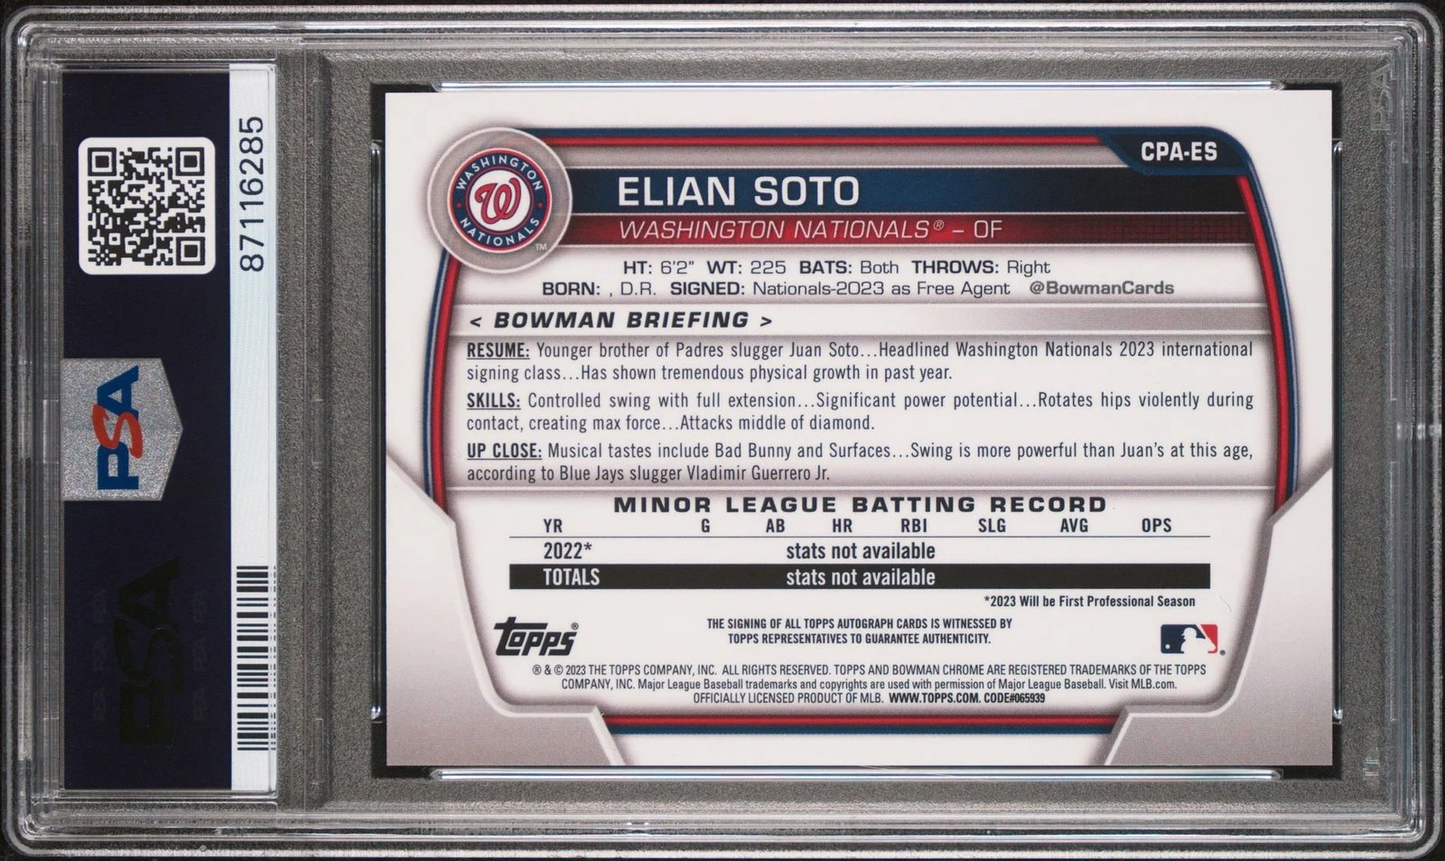 87116285
PSA
PSA
CPA-ES
WASHINGTON NATIONALS
W
TM
ELIAN SOTO
WASHINGTON NATIONALS® – OF
HT: 6'2" WT: 225 BATS: Both THROWS: Right
BORN: , D.R. SIGNED: Nationals-2023 as Free Agent @BowmanCards
< BOWMAN BRIEFING >
RESUME: Younger brother of Padres slugger Juan Soto...Headlined Washington Nationals 2023 international
signing class...Has shown tremendous physical growth in past year.
SKILLS: Controlled swing with full extension...Significant power potential...Rotates hips violently during
contact, creating max force...Attacks middle of diamond.
UP CLOSE: Musical tastes include Bad Bunny and Surfaces...Swing is more powerful than Juan's at this age,
according to Blue Jays slugger Vladimir Guerrero Jr.
MINOR LEAGUE BATTING RECORD
YR G AB HR RBI SLG AVG OPS
2022* stats not available
TOTALS stats not available
*2023 Will be First Professional Season
topps®
THE SIGNING OF ALL TOPPS AUTOGRAPH CARDS IS WITNESSED BY
TOPPS REPRESENTATIVES TO GUARANTEE AUTHENTICITY.
® & © 2023 THE TOPPS COMPANY, INC. ALL RIGHTS RESERVED. TOPPS AND BOWMAN CHROME ARE REGISTERED TRADEMARKS OF THE TOPPS
COMPANY, INC. Major League Baseball trademarks and copyrights are used with permission of Major League Baseball. Visit MLB.com.
OFFICIALLY LICENSED PRODUCT OF MLB. WWW.TOPPS.COM. CODE#065939